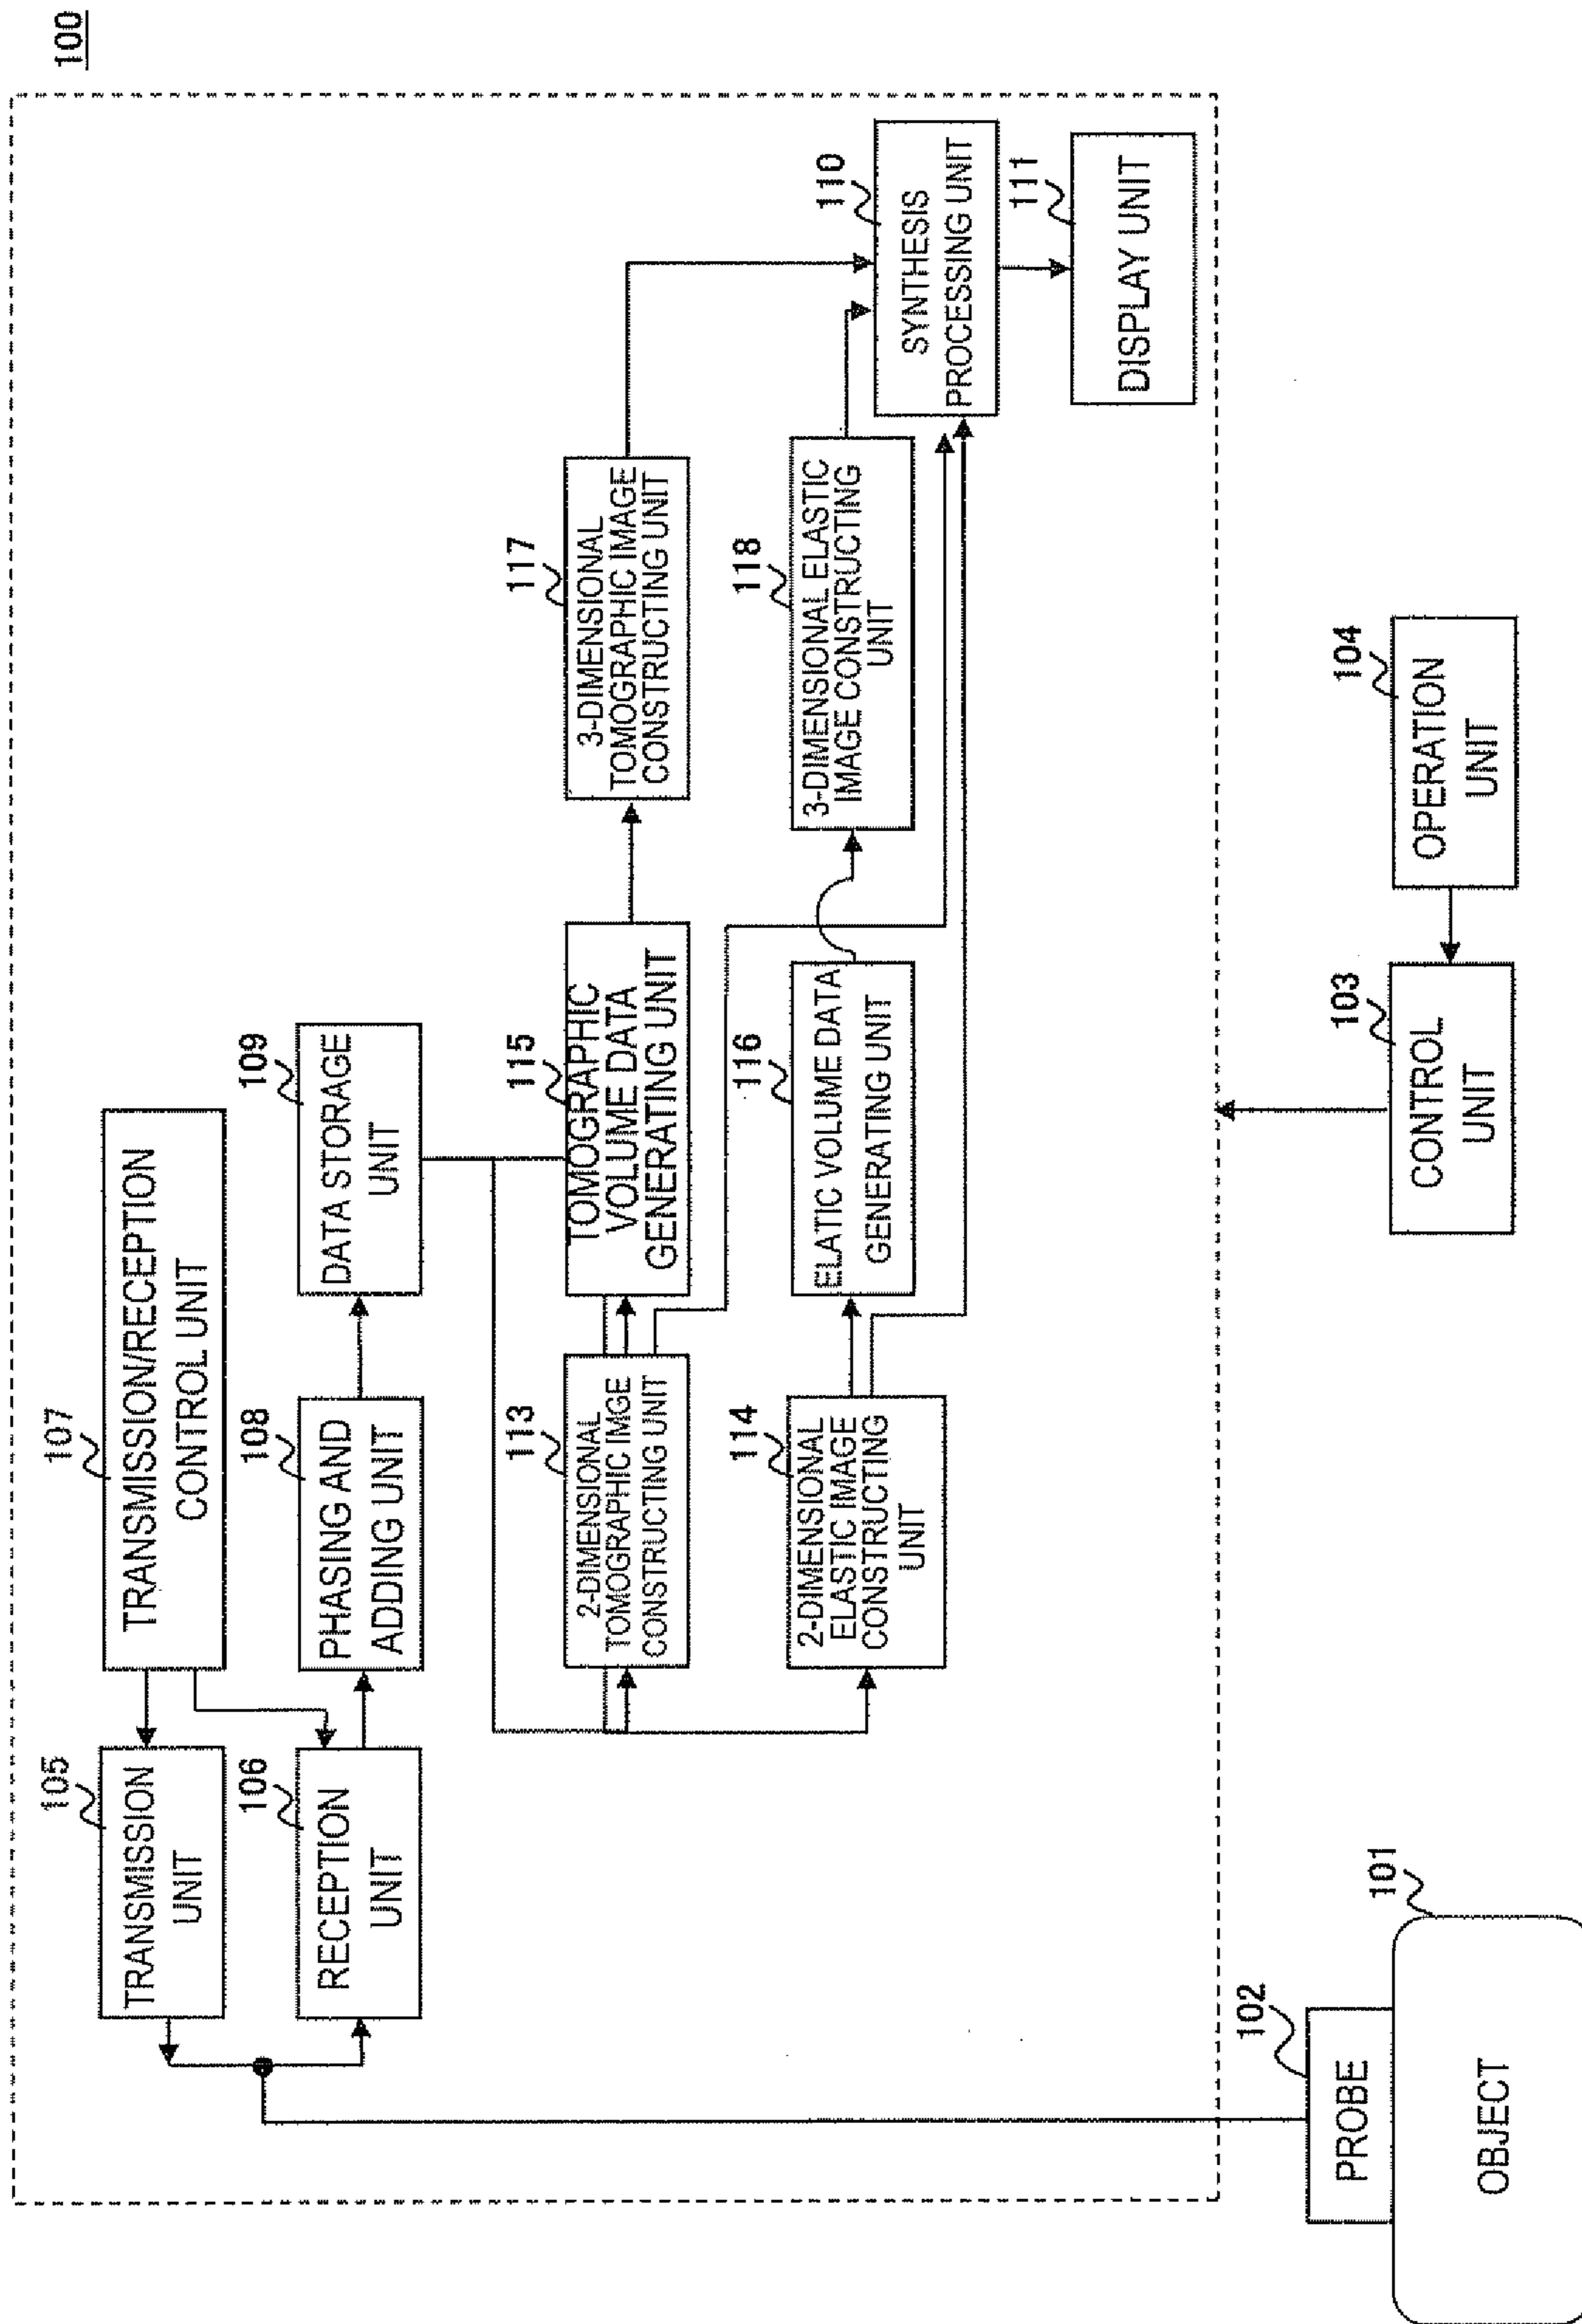 100
107
TRANSMISSION/RECEPTION
CONTROL UNIT
105
TRANSMISSION
UNIT
106
RECEPTION
UNIT
108
PHASING AND
ADDING UNIT
109
DATA STORAGE
UNIT
113
2-DIMENSIONAL
TOMOGRAPHIC IMGE
CONSTRUCTING UNIT
115
TOMOGRAPHIC
VOLUME DATA
GENERATING UNIT
117
3-DIMENSIONAL
TOMOGRAPHIC IMAGE
CONSTRUCTING UNIT
114
2-DIMENSIONAL
ELASTIC IMAGE
CONSTRUCTING
UNIT
116
ELATIC VOLUME DATA
GENERATING UNIT
118
3-DIMENSIONAL ELASTIC
IMAGE CONSTRUCTING
UNIT
110
SYNTHESIS
PROCESSING UNIT
111
DISPLAY UNIT
102
PROBE
101
OBJECT
103
CONTROL
UNIT
104
OPERATION
UNIT